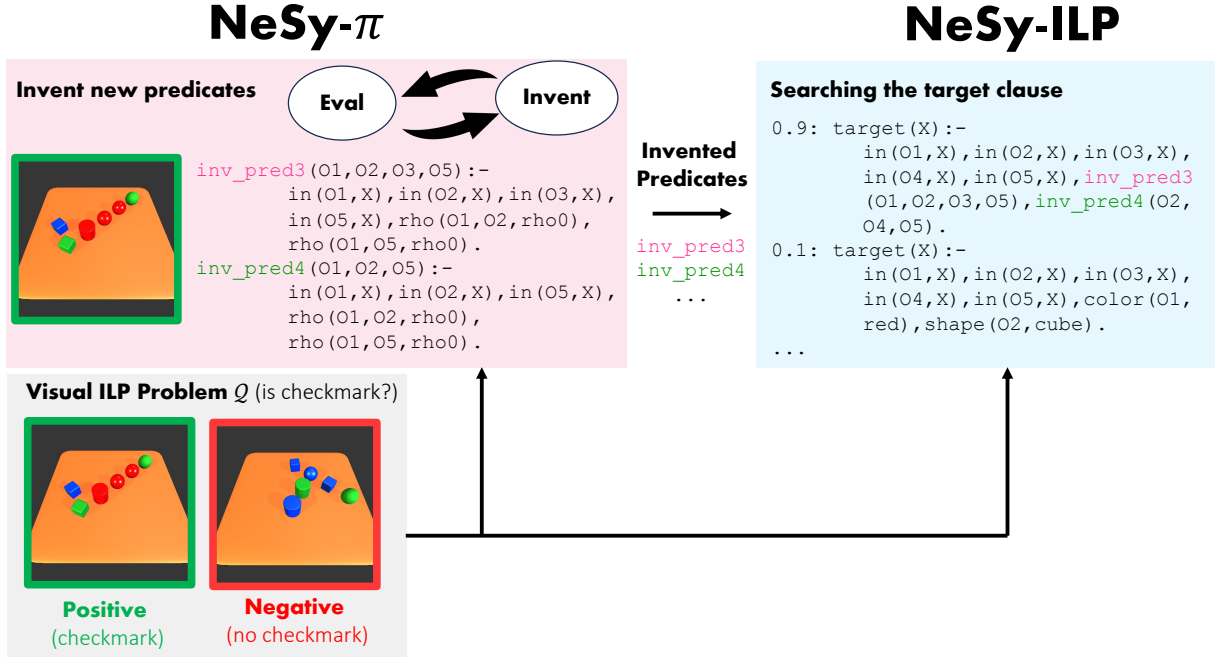 NeSy-π
NeSy-ILP
Invent new predicates
Eval
Invent
inv_pred3(O1,O2,O3,O5):-
in(O1,X),in(O2,X),in(O3,X),
in(O5,X),rho(O1,O2,rho0),
rho(O1,O5,rho0).
inv_pred4(O1,O2,O5):-
in(O1,X),in(O2,X),in(O5,X),
rho(O1,O2,rho0),
rho(O1,O5,rho0).
Invented
Predicates
inv_pred3
inv_pred4
...
Searching the target clause
0.9: target(X):-
in(O1,X),in(O2,X),in(O3,X),
in(O4,X),in(O5,X),inv_pred3
(O1,O2,O3,O5),inv_pred4(O2,
O4,O5).
0.1: target(X):-
in(O1,X),in(O2,X),in(O3,X),
in(O4,X),in(O5,X),color(O1,
red),shape(O2,cube).
...
Visual ILP Problem 𝒬 (is checkmark?)
Positive
(checkmark)
Negative
(no checkmark)